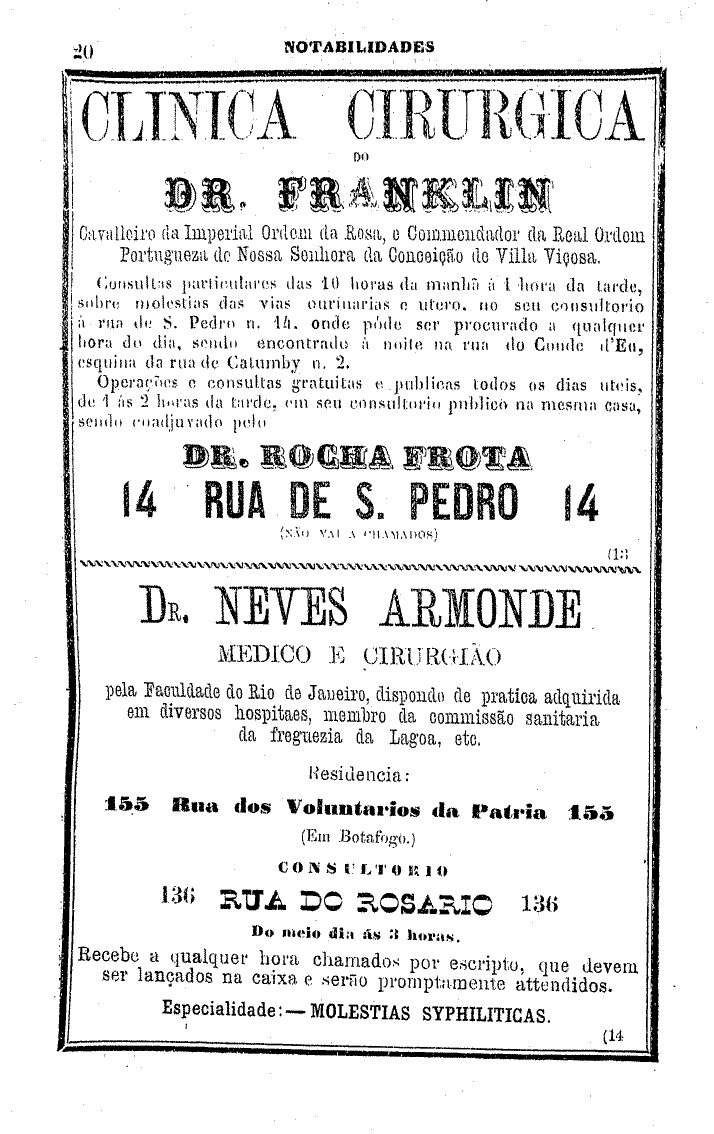 20
NOTABILIDADES
CLINICA CIRURGICA
DO
DR. FRANKLIN
Cavalleiro da Imperial Ordem da Rosa, e Commendador da Real Ordem
Portugueza de Nossa Senhora da Conceição de Villa Viçosa.
Consultas particulares das 10 horas da manhã á 1 hora da tarde,
sobre molestias das vias ourinarias e utero, no seu consultorio
á rua de S. Pedro n. 14, onde póde ser procurado a qualquer
hora do dia, sendo encontrado á noite na rua do Conde d'Eu,
esquina da rua de Catumby n. 2.
Operações e consultas gratuitas e publicas todos os dias uteis,
de 1 ás 2 horas da tarde, em seu consultorio publico na mesma casa,
sendo coadjuvado pelo
DR. ROCHA FROTA
14 RUA DE S. PEDRO 14
(NÃO VAI A CHAMADOS)
(13
DR. NEVES ARMONDE
MEDICO E CIRURGIÃO
pela Faculdade do Rio de Janeiro, dispondo de pratica adquirida
em diversos hospitaes, membro da commissão sanitaria
da freguezia da Lagoa, etc.
Residencia:
155 Rua dos Voluntarios da Patria 155
(Em Botafogo.)
CONSULTORIO
136 RUA DO ROSARIO 136
Do meio dia ás 3 horas.
Recebe a qualquer hora chamados por escripto, que devem
ser lançados na caixa e serão promptamente attendidos.
Especialidade:—MOLESTIAS SYPHILITICAS.
(14